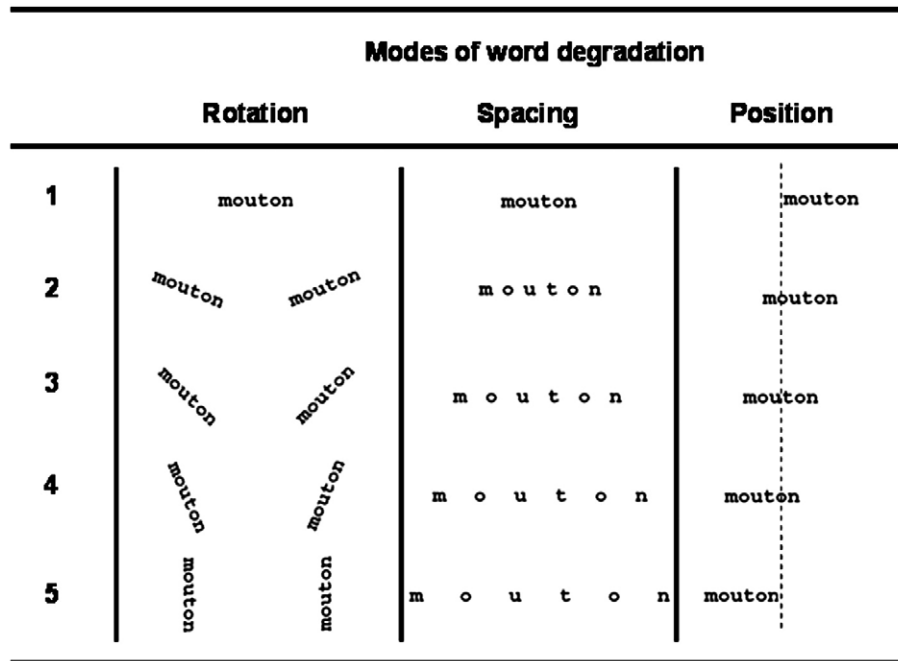 Modes of word degradation
Rotation Spacing Position
1 mouton mouton mouton
2 mouton mouton m o u t o n mouton
3 mouton mouton m o u t o n mouton
4 mouton mouton m o u t o n mouton
5 mouton mouton m o u t o n mouton